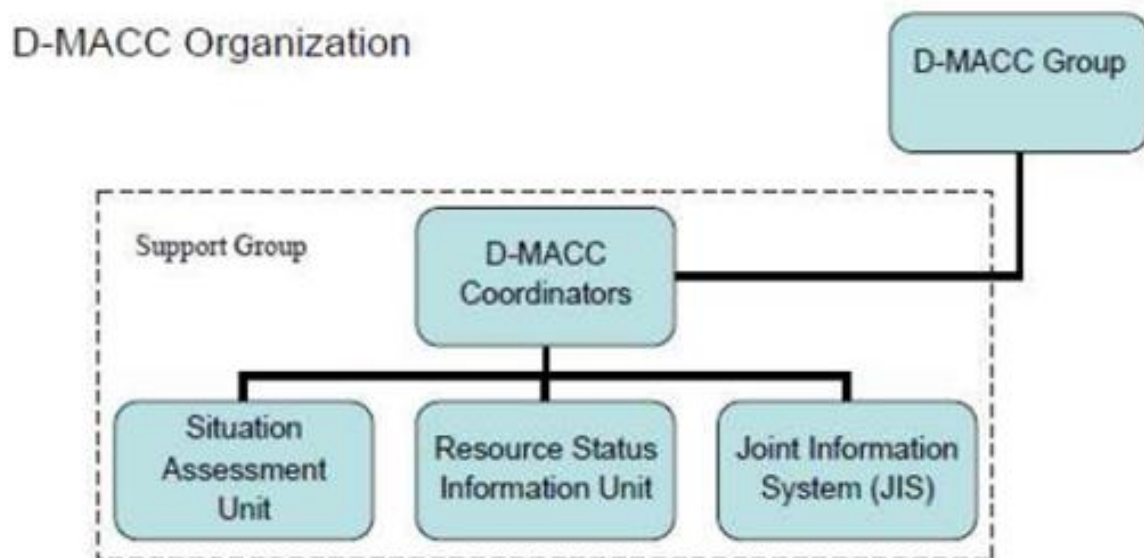 D-MACC Organization
D-MACC Group
Support Group
D-MACC
Coordinators
Situation
Assessment
Unit
Resource Status
Information Unit
Joint Information
System (JIS)